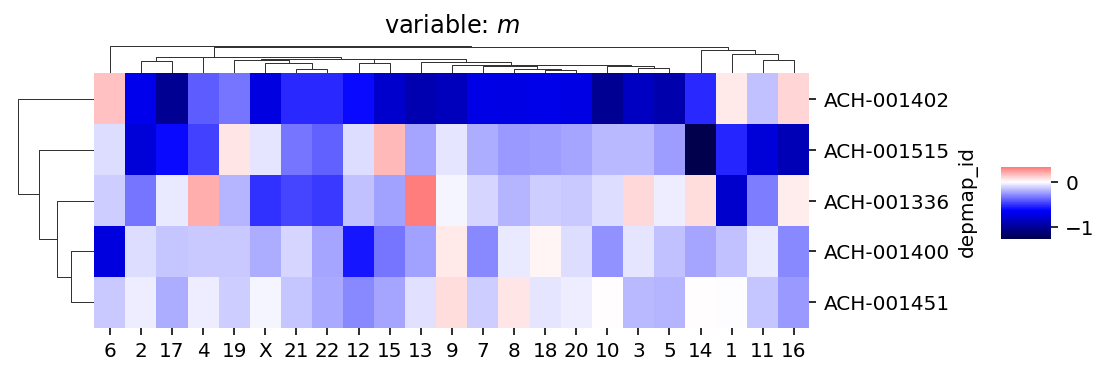 variable: m
ACH-001402
ACH-001515
ACH-001336
ACH-001400
ACH-001451
depmap_id
0
−1
6 2 17 4 19 X 21 22 12 15 13 9 7 8 18 20 10 3 5 14 1 11 16